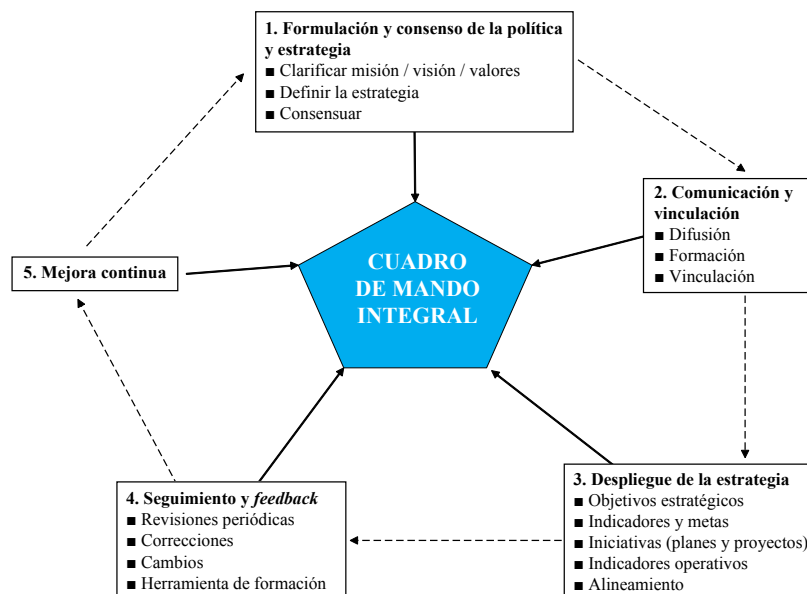 1. Formulación y consenso de la política
y estrategia
■ Clarificar misión / visión / valores
■ Definir la estrategia
■ Consensuar
2. Comunicación y
vinculación
■ Difusión
■ Formación
■ Vinculación
CUADRO
DE MANDO
INTEGRAL
5. Mejora continua
4. Seguimiento y feedback
■ Revisiones periódicas
■ Correcciones
■ Cambios
■ Herramienta de formación
3. Despliegue de la estrategia
■ Objetivos estratégicos
■ Indicadores y metas
■ Iniciativas (planes y proyectos)
■ Indicadores operativos
■ Alineamiento